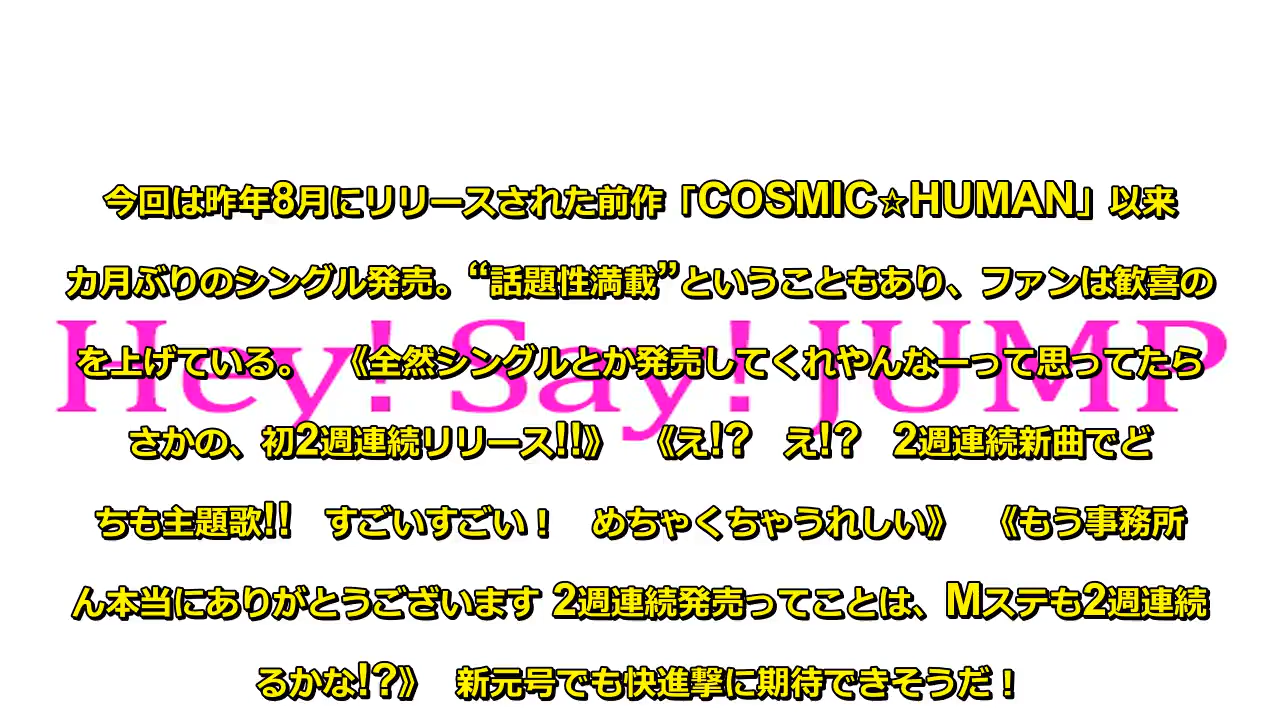 今回は昨年8月にリリースされた前作「COSMIC☆HUMAN」以来
カ月ぶりのシングル発売。“話題性満載”ということもあり、ファンは歓喜の
Hey! Say! JUMP
を上げている。　《全然シングルとか発売してくれやんなーって思ってたら
さかの、初2週連続リリース!!》　《え!?　え!?　2週連続新曲でど
ちも主題歌!!　すごいすごい！　めちゃくちゃうれしい》　《もう事務所
ん本当にありがとうございます 2週連続発売ってことは、Mステも2週連続
るかな!?》　新元号でも快進撃に期待できそうだ！